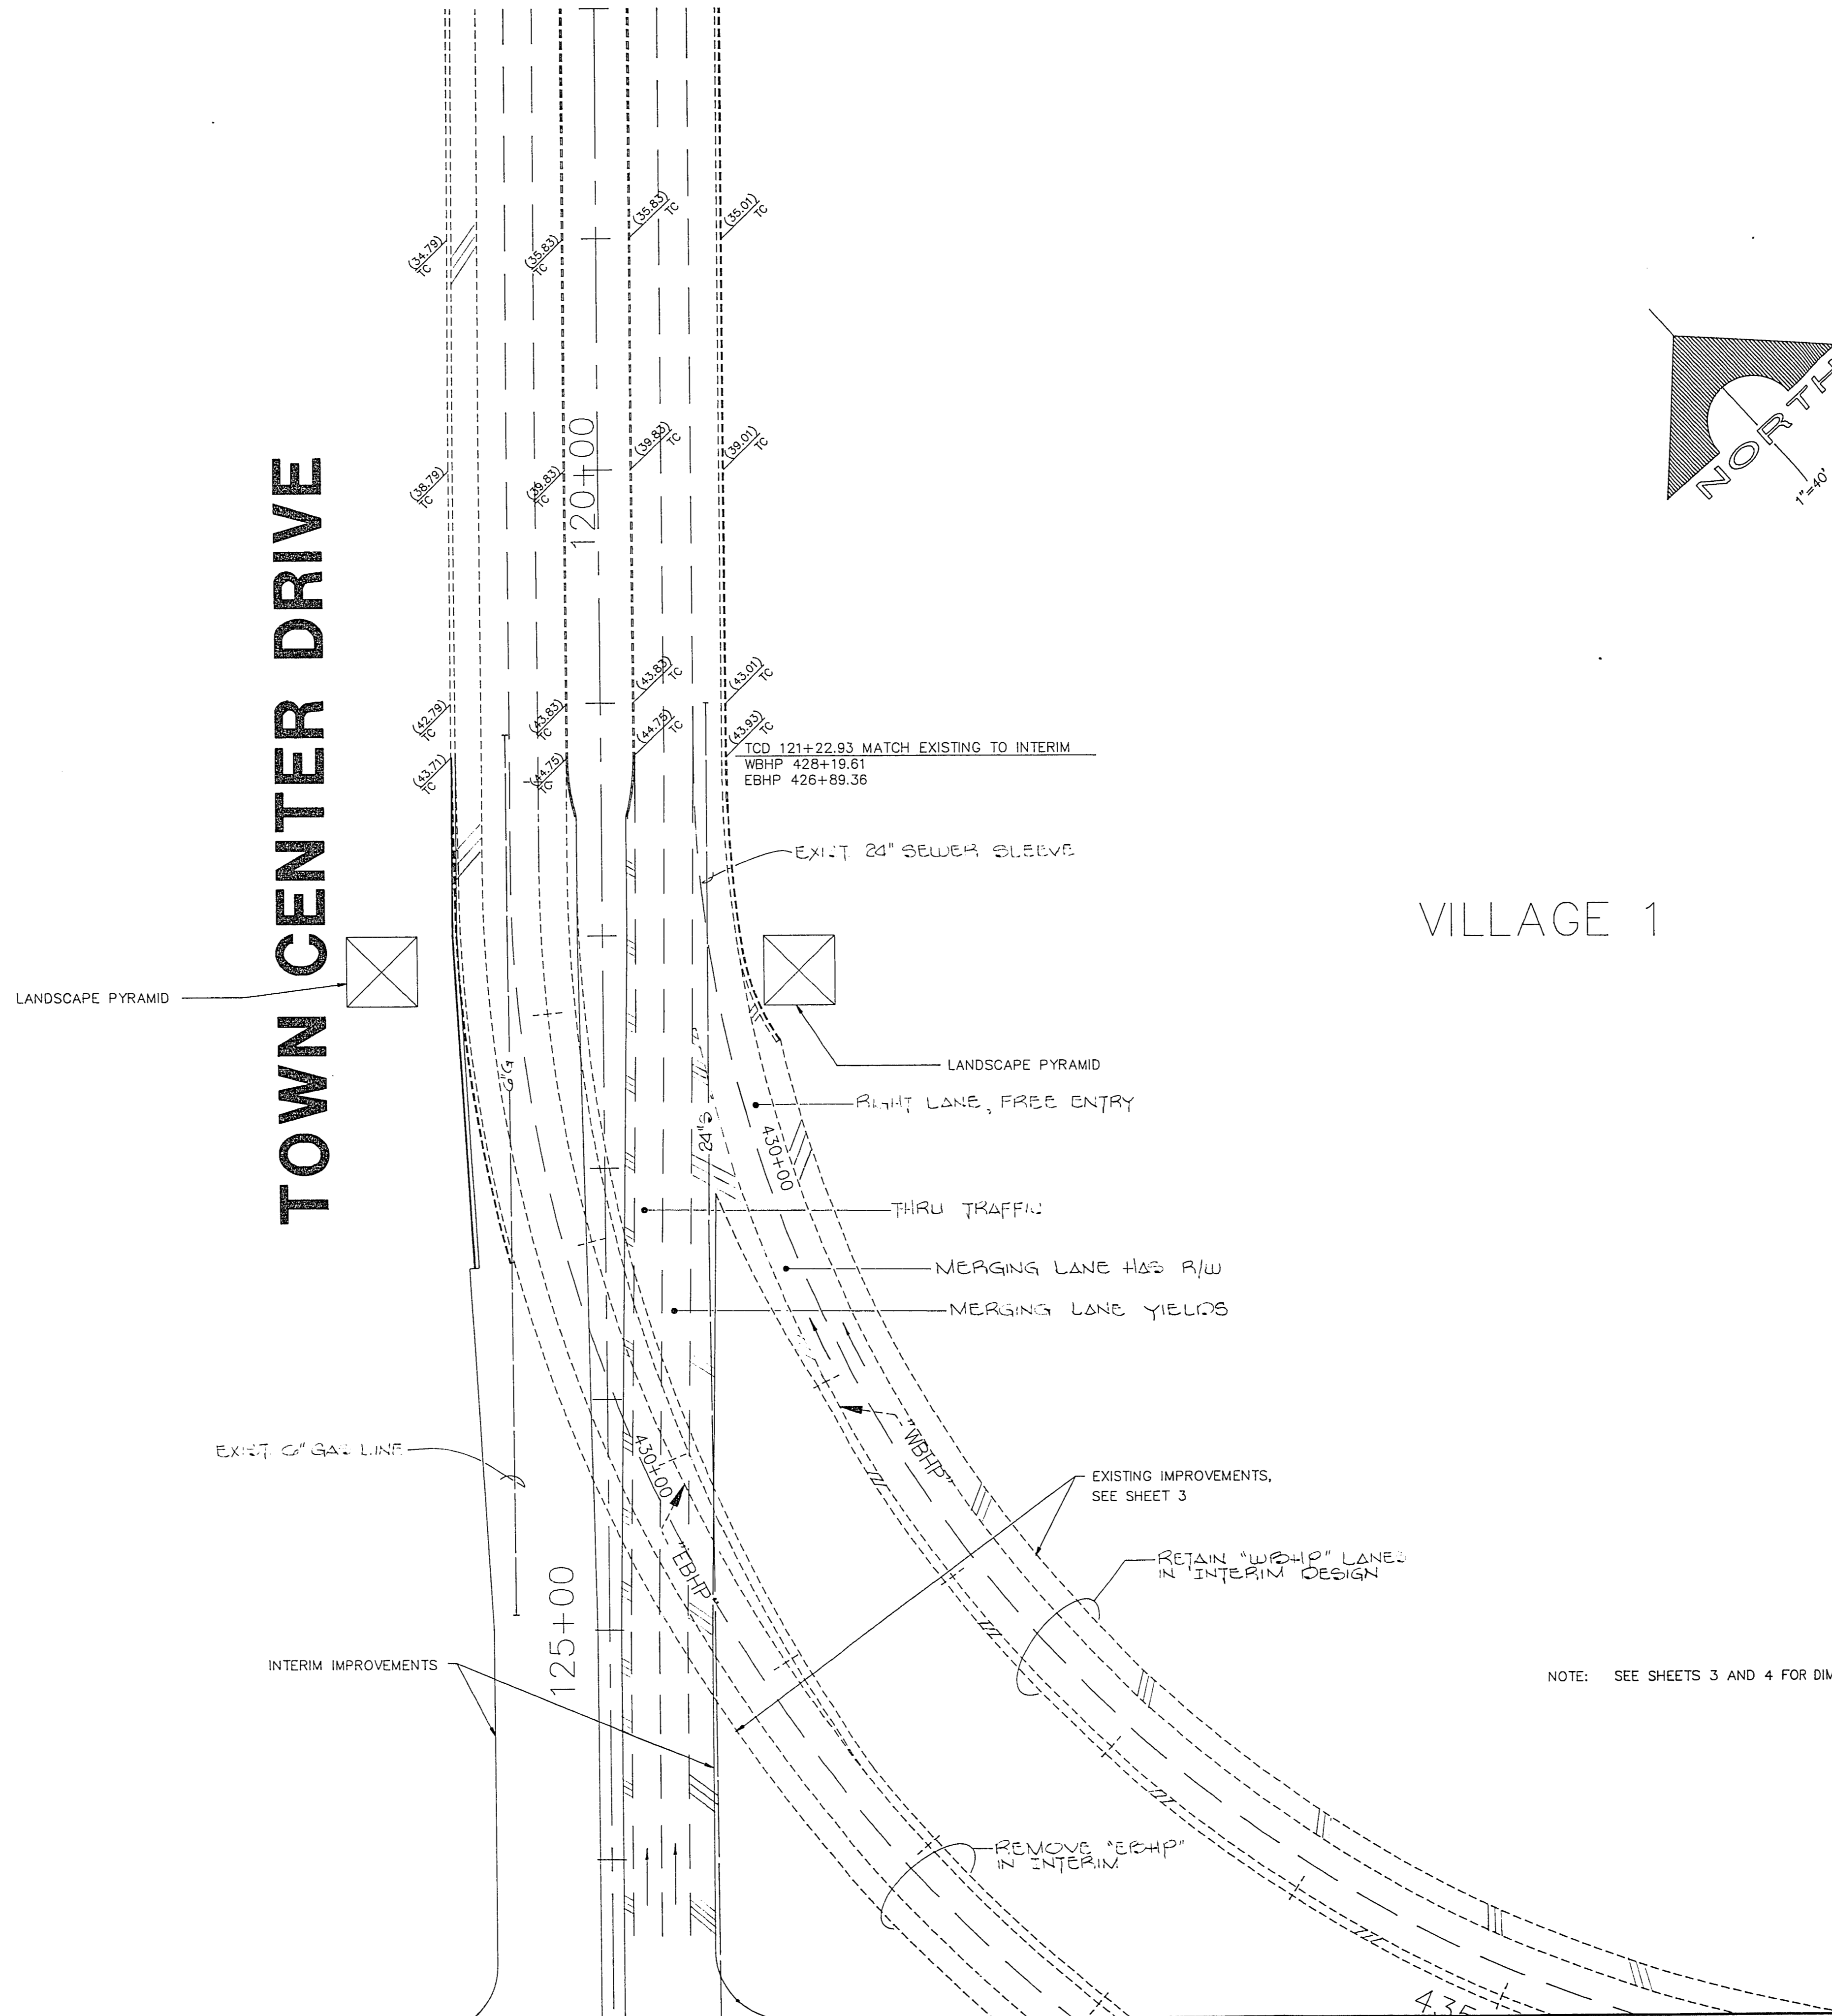 (35.83)
TC
(35.01)
TC
(34.79)
TC
(35.83)
TC
NORTH
1"=40'
120+00
(39.83)
TC
(39.01)
TC
(38.79)
TC
(39.83)
TC
TOWN CENTER DRIVE
(43.83)
TC
(43.01)
TC
(42.79)
TC
(43.83)
TC
(44.75)
TC
(43.93)
TC
(43.71)
TC
(44.75)
TC
TCD 121+22.93 MATCH EXISTING TO INTERIM
WBHP 428+19.61
EBHP 426+89.36
EXIST. 24" SEWER SLEEVE
VILLAGE 1
LANDSCAPE PYRAMID
LANDSCAPE PYRAMID
6"G
24"S
RIGHT LANE, FREE ENTRY
430+00
THRU TRAFFIC
MERGING LANE HAS R/W
MERGING LANE YIELDS
"WBHP"
EXIST. 6" GAS LINE
430+00
EXISTING IMPROVEMENTS,
SEE SHEET 3
"EBHP"
RETAIN "WBHP" LANES
IN INTERIM DESIGN
125+00
INTERIM IMPROVEMENTS
NOTE: SEE SHEETS 3 AND 4 FOR DIM
REMOVE "EBHP"
IN INTERIM
435